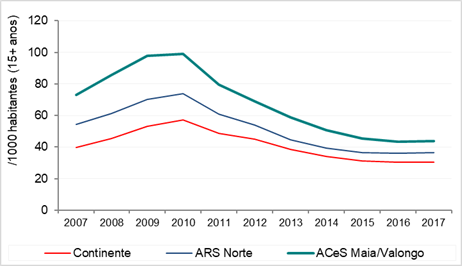 /1000 habitantes (15+ anos)
120
100
80
60
40
20
0
2007 2008 2009 2010 2011 2012 2013 2014 2015 2016 2017
Continente ARS Norte ACeS Maia/Valongo